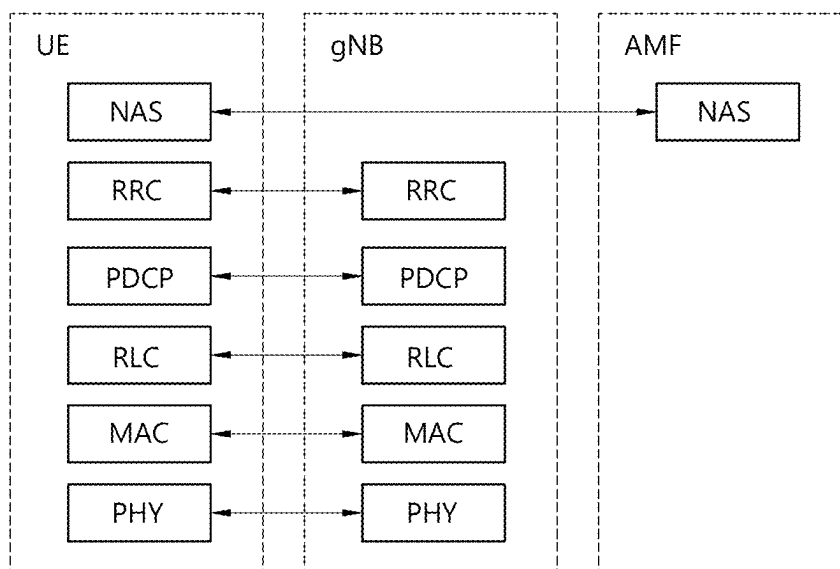 UE gNB AMF
NAS NAS
RRC RRC
PDCP PDCP
RLC RLC
MAC MAC
PHY PHY